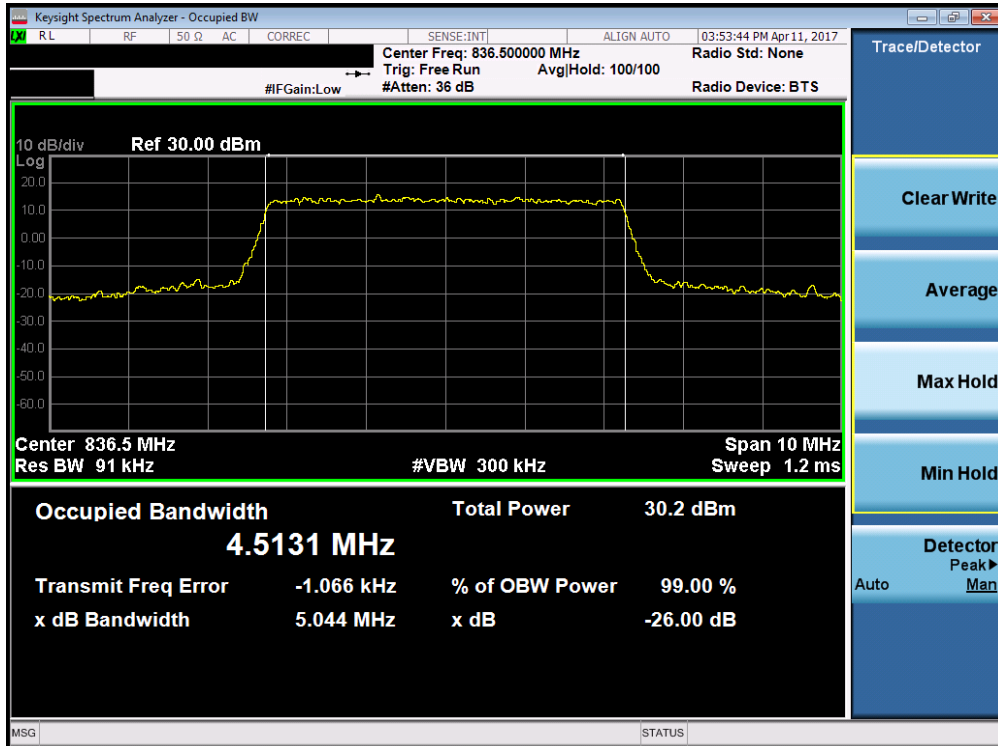 Keysight Spectrum Analyzer - Occupied BW
LXI RL RF 50 Ω AC CORREC SENSE:INT ALIGN AUTO 03:53:44 PM Apr 11, 2017
Center Freq: 836.500000 MHz Radio Std: None
Trig: Free Run Avg|Hold: 100/100
#IFGain:Low #Atten: 36 dB Radio Device: BTS
Trace/Detector
10 dB/div Ref 30.00 dBm
Log
20.0
10.0
0.00
-10.0
-20.0
-30.0
-40.0
-50.0
-60.0
Center 836.5 MHz Span 10 MHz
Res BW 91 kHz #VBW 300 kHz Sweep 1.2 ms
Occupied Bandwidth Total Power 30.2 dBm
4.5131 MHz
Transmit Freq Error -1.066 kHz % of OBW Power 99.00 %
x dB Bandwidth 5.044 MHz x dB -26.00 dB
Clear Write
Average
Max Hold
Min Hold
Detector
Peak▶
Auto Man
MSG STATUS